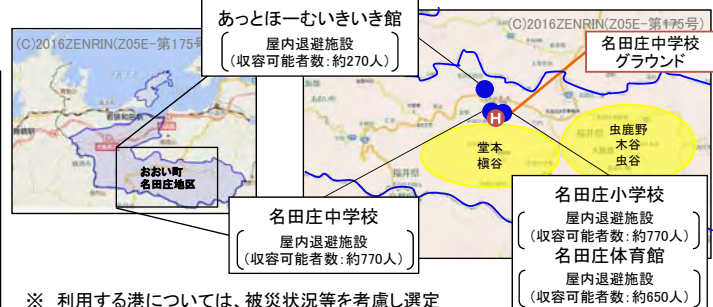 あっとほーむいきいき館
屋内退避施設
(収容可能者数:約270人)
(C)2016ZENRIN(Z05E-第175号
(C)2016ZENRIN(Z05E-第175号)
名田庄中学校
グラウンド
H
堂本
槇谷
虫鹿野
木谷
虫谷
福井県
おおい町
名田庄地区
名田庄中学校
屋内退避施設
(収容可能者数:約770人)
名田庄小学校
屋内退避施設
(収容可能者数:約770人)
名田庄体育館
屋内退避施設
(収容可能者数:約650人)
※ 利用する港については、被災状況等を考慮し選定